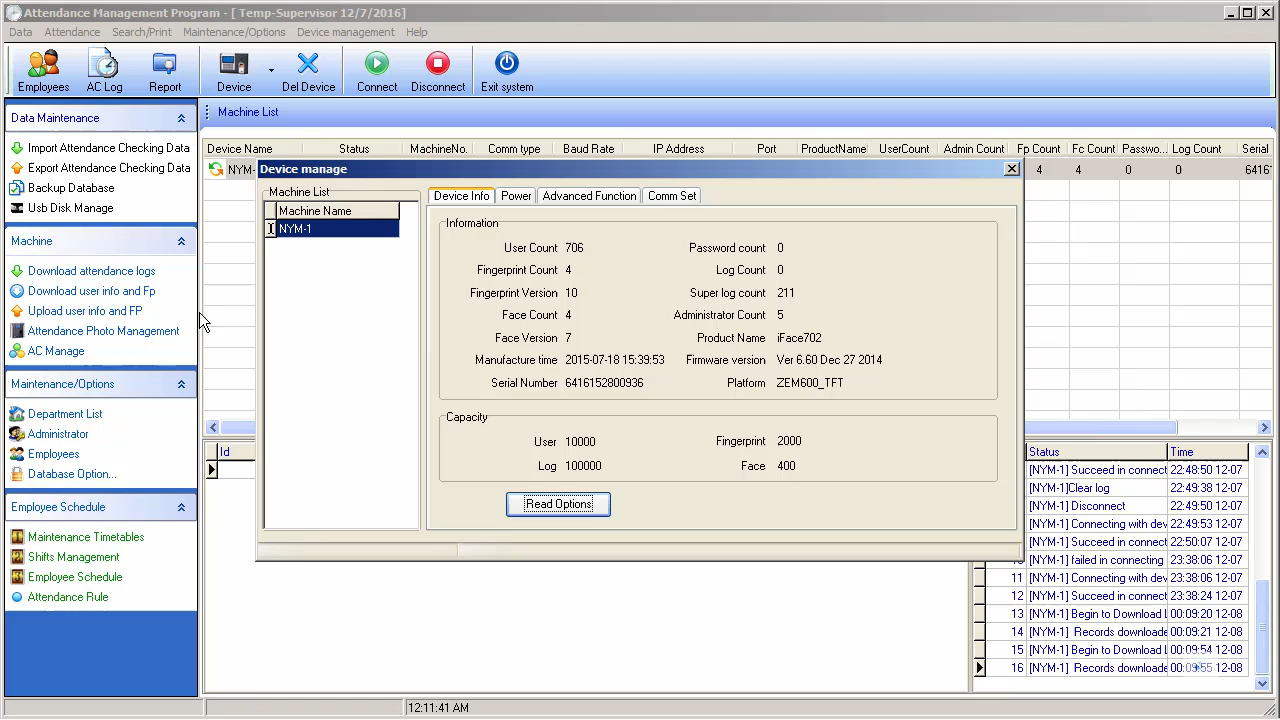 Attendance Management Program - [ Temp-Supervisor 12/7/2016]
Data Attendance Search/Print Maintenance/Options Device management Help
Employees AC Log Report Device Del Device Connect Disconnect Exit system
Data Maintenance
Import Attendance Checking Data
Export Attendance Checking Data
Backup Database
Usb Disk Manage
Machine
Download attendance logs
Download user info and Fp
Upload user info and FP
Attendance Photo Management
AC Manage
Maintenance/Options
Department List
Administrator
Employees
Database Option...
Employee Schedule
Maintenance Timetables
Shifts Management
Employee Schedule
Attendance Rule
Machine List
Device Name Status MachineNo. Comm type Baud Rate IP Address Port ProductName UserCount Admin Count Fp Count Fc Count Passwo... Log Count Serial
NYM- 4 4 0 0 6416
Device manage
Machine List
Machine Name
NYM-1
Device Info Power Advanced Function Comm Set
Information
User Count 706 Password count 0
Fingerprint Count 4 Log Count 0
Fingerprint Version 10 Super log count 211
Face Count 4 Administrator Count 5
Face Version 7 Product Name iFace702
Manufacture time 2015-07-18 15:39:53 Firmware version Ver 6.60 Dec 27 2014
Serial Number 6416152800936 Platform ZEM600_TFT
Capacity
User 10000 Fingerprint 2000
Log 100000 Face 400
Read Options
Id
Status Time
[NYM-1] Succeed in connect 22:48:50 12-07
[NYM-1]Clear log 22:49:38 12-07
[NYM-1] Disconnect 22:49:53 12-07
[NYM-1] Connecting with dev 22:49:53 12-07
[NYM-1] Succeed in connect 22:50:07 12-07
10 [NYM-1] failed in connecting 23:38:06 12-07
11 [NYM-1] Connecting with dev 23:38:06 12-07
12 [NYM-1] Succeed in connect 23:38:24 12-07
13 [NYM-1] Begin to Download L 00:09:20 12-08
14 [NYM-1] Records downloade 00:09:21 12-08
15 [NYM-1] Begin to Download L 00:09:54 12-08
16 [NYM-1] Records downloade 00:09:55 12-08
12:11:41 AM